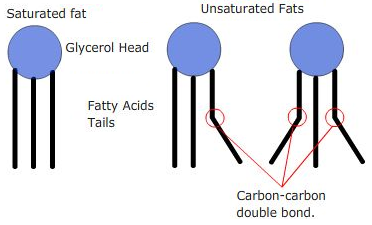 Saturated fat
Unsaturated Fats
Glycerol Head
Fatty Acids
Tails
Carbon-carbon
double bond.